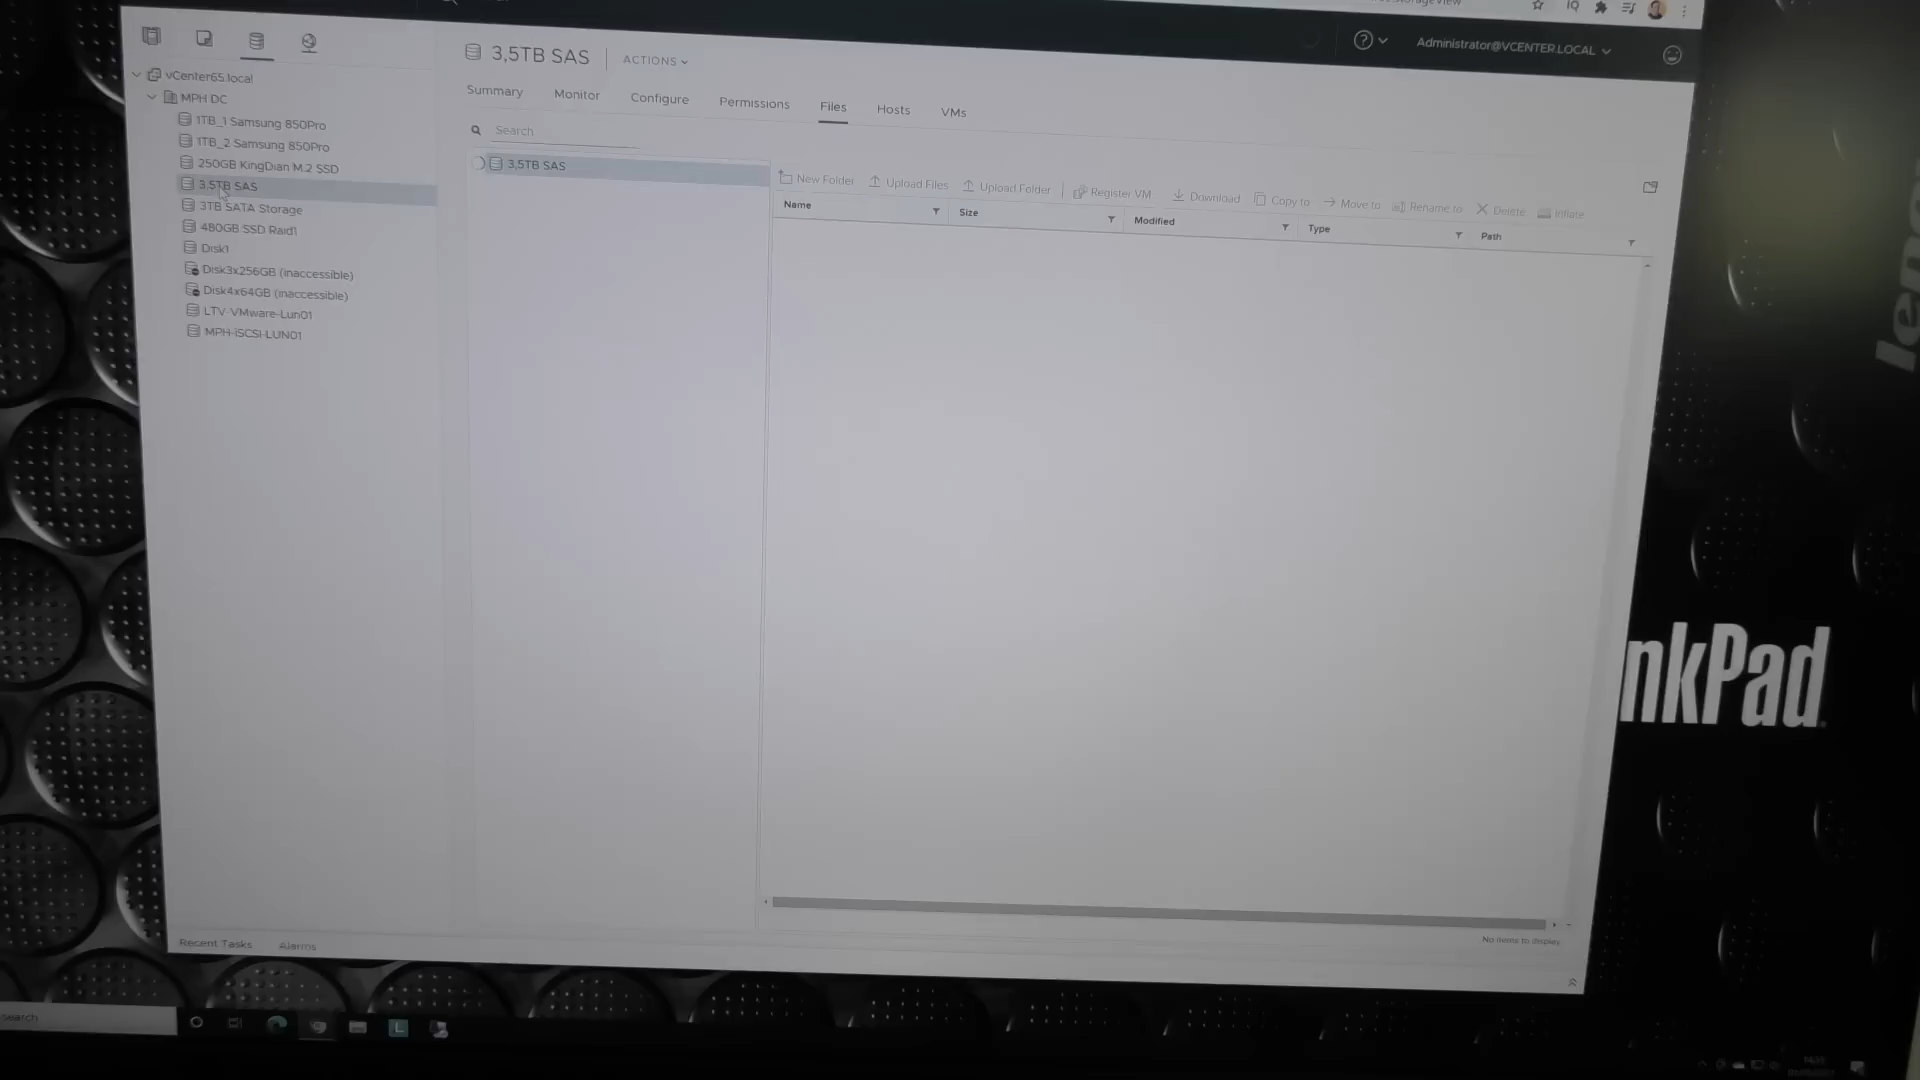 Administrator@VCENTER.LOCAL
vCenter65.local
MPH DC
1TB_1 Samsung 850Pro
1TB_2 Samsung 850Pro
250GB KingDian M.2 SSD
3,5TB SAS
3TB SATA Storage
480GB SSD Raid1
Disk1
Disk3x256GB (inaccessible)
Disk4x64GB (inaccessible)
LTV-VMware-Lun01
MPH-iSCSI-LUN01
3,5TB SAS
ACTIONS
Summary Monitor Configure Permissions Files Hosts VMs
Search
3,5TB SAS
New Folder Upload Files Upload Folder Register VM Download Copy to Move to Rename to Delete Inflate
Name Size Modified Type Path
No items to display
Recent Tasks Alarms
search
nkPad
leno